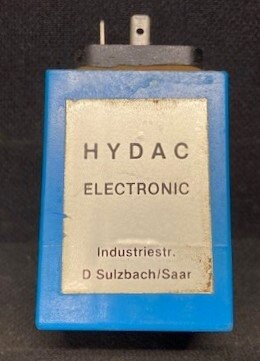 HYDAC
ELECTRONIC
Industriestr.
D Sulzbach/Saar